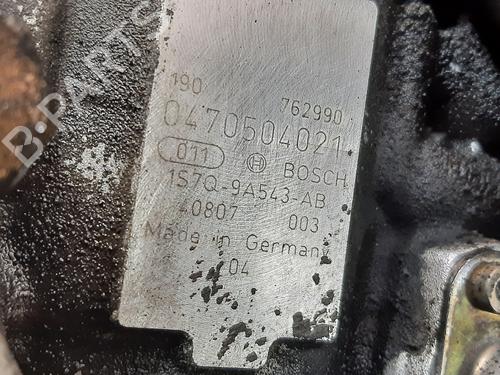 B-PARTS
190 762990
0470504021
011 BOSCH
1S7Q-9A543-AB
40807 003
Made in Germany
04